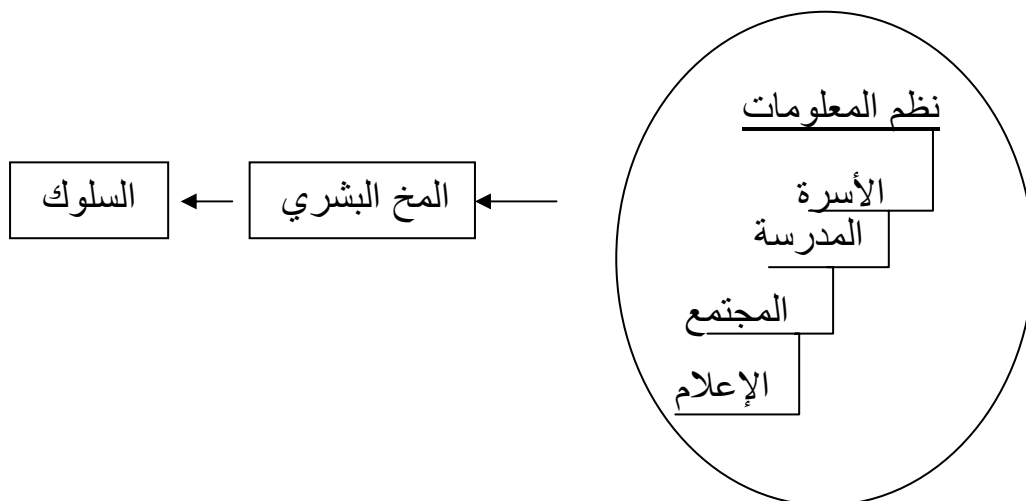 نظم المعلومات
الأسرة
المدرسة
المجتمع
الإعلام
المخ البشري
السلوك